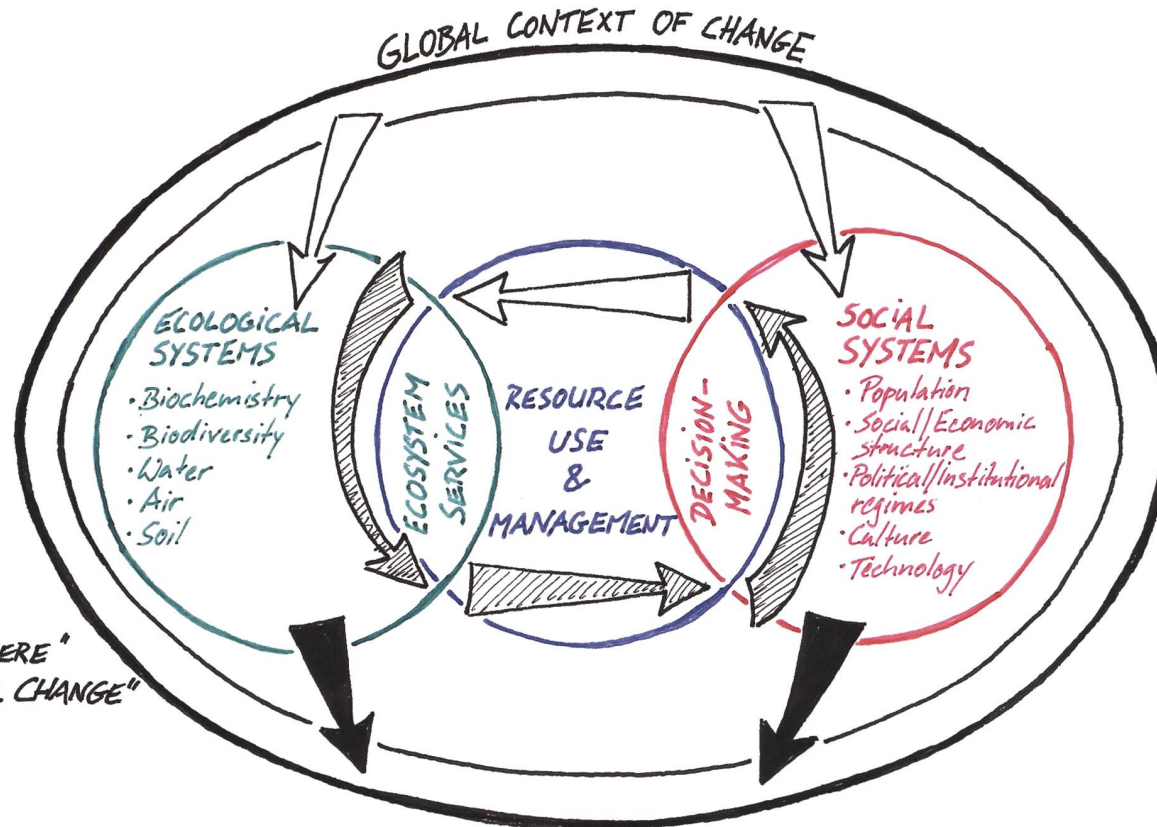 GLOBAL CONTEXT OF CHANGE
ECOLOGICAL
SYSTEMS
• Biochemistry
• Biodiversity
• Water
• Air
• Soil
ECOSYSTEM
SERVICES
RESOURCE
USE
&
MANAGEMENT
DECISION-
MAKING
SOCIAL
SYSTEMS
• Population
• Social/Economic
structure
• Political/Institutional
regimes
• Culture
• Technology
CHANGE"